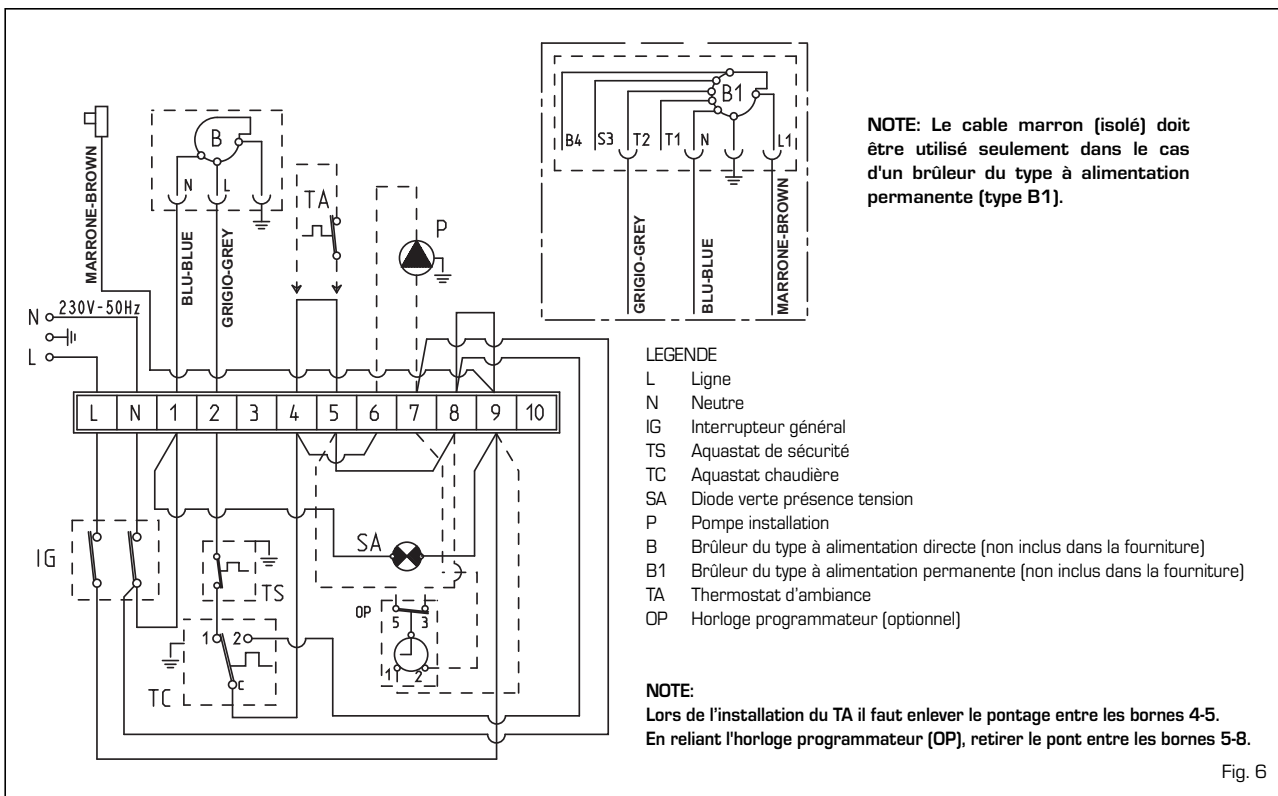 MARRONE-BROWN
B
N L
BLU-BLUE
GRIGIO-GREY
TA
P
B1
B4 S3 T2 T1 N L1
GRIGIO-GREY
BLU-BLUE
MARRONE-BROWN
NOTE: Le cable marron (isolé) doit
être utilisé seulement dans le cas
d'un brûleur du type à alimentation
permanente (type B1).
N 230V-50Hz
L
L N 1 2 3 4 5 6 7 8 9 10
IG
TS
SA
OP
5 3
1 2
1 2
C
TC
LEGENDE
L Ligne
N Neutre
IG Interrupteur général
TS Aquastat de sécurité
TC Aquastat chaudière
SA Diode verte présence tension
P Pompe installation
B Brûleur du type à alimentation directe (non inclus dans la fourniture)
B1 Brûleur du type à alimentation permanente (non inclus dans la fourniture)
TA Thermostat d'ambiance
OP Horloge programmateur (optionnel)
NOTE:
Lors de l'installation du TA il faut enlever le pontage entre les bornes 4-5.
En reliant l'horloge programmateur (OP), retirer le pont entre les bornes 5-8.
Fig. 6